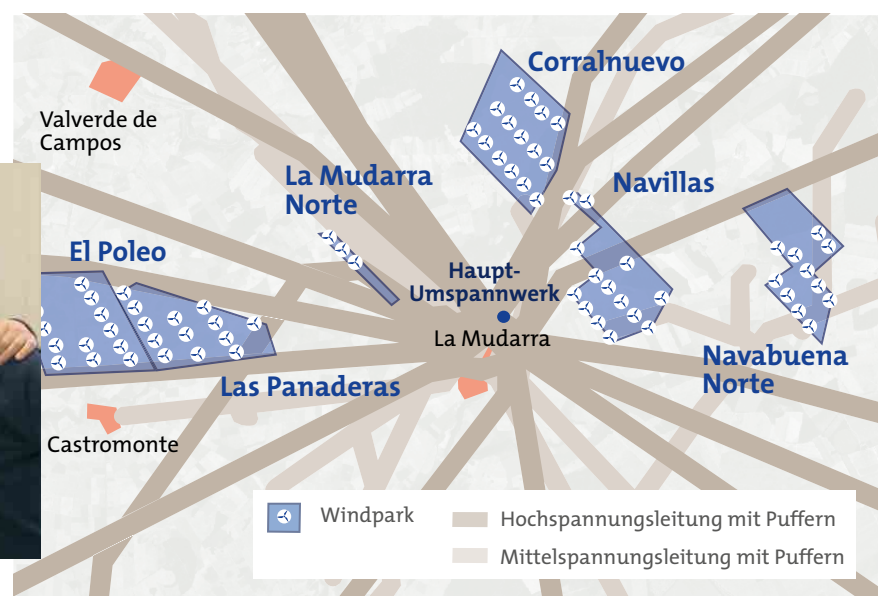 Corralnuevo
Valverde de
Campos
La Mudarra
Norte
Navillas
El Poleo
Haupt-
Umspannwerk
La Mudarra
Navabuena
Norte
Las Panaderas
Castromonte
Windpark
Hochspannungsleitung mit Puffern
Mittelspannungsleitung mit Puffern